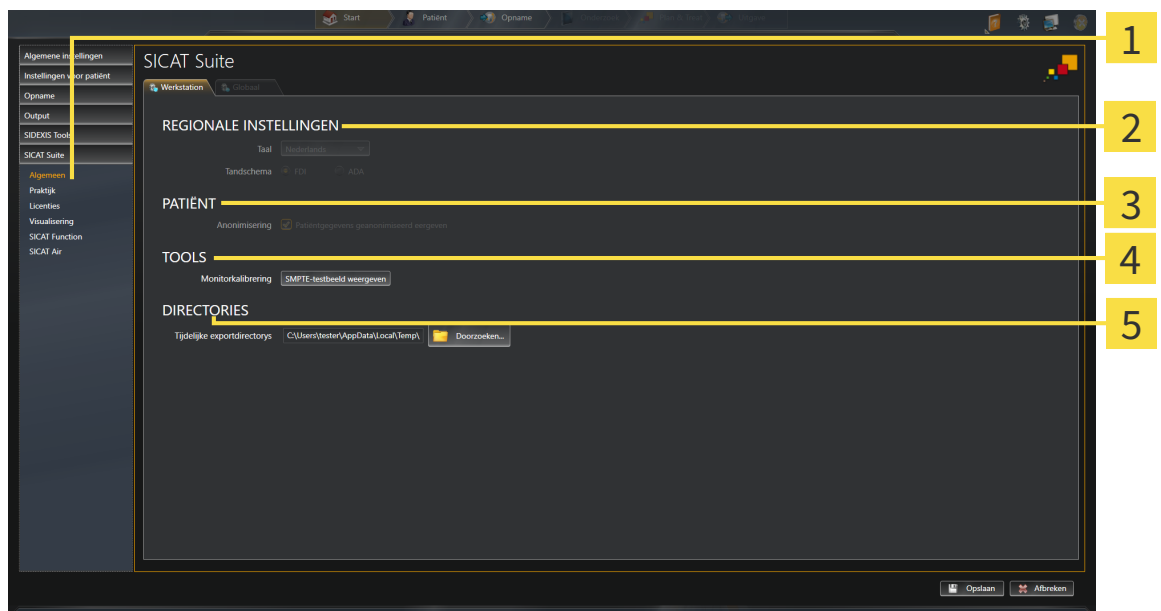 Start
Patiënt
Opname
1
Algemene instellingen
Instellingen voor patiënt
Opname
Output
SIDEXIS Tools
SICAT Suite
Algemeen
Praktijk
Licenties
Visualisering
SICAT Function
SICAT Air
SICAT Suite
Werkstation
Globaal
REGIONALE INSTELLINGEN
2
Taal
Nederlands
Tandschema
FDI
ADA
PATIËNT
3
Anonimisering
Patiëntgegevens geanonimiseerd
TOOLS
4
Monitorkalibrering
SMPTE-testbeeld weergeven
DIRECTORIES
5
Tijdelijke exportdirectorys
C:\Users\tester\AppData\Local\Temp\
Doorzoeken...
Opslaan
Afbreken